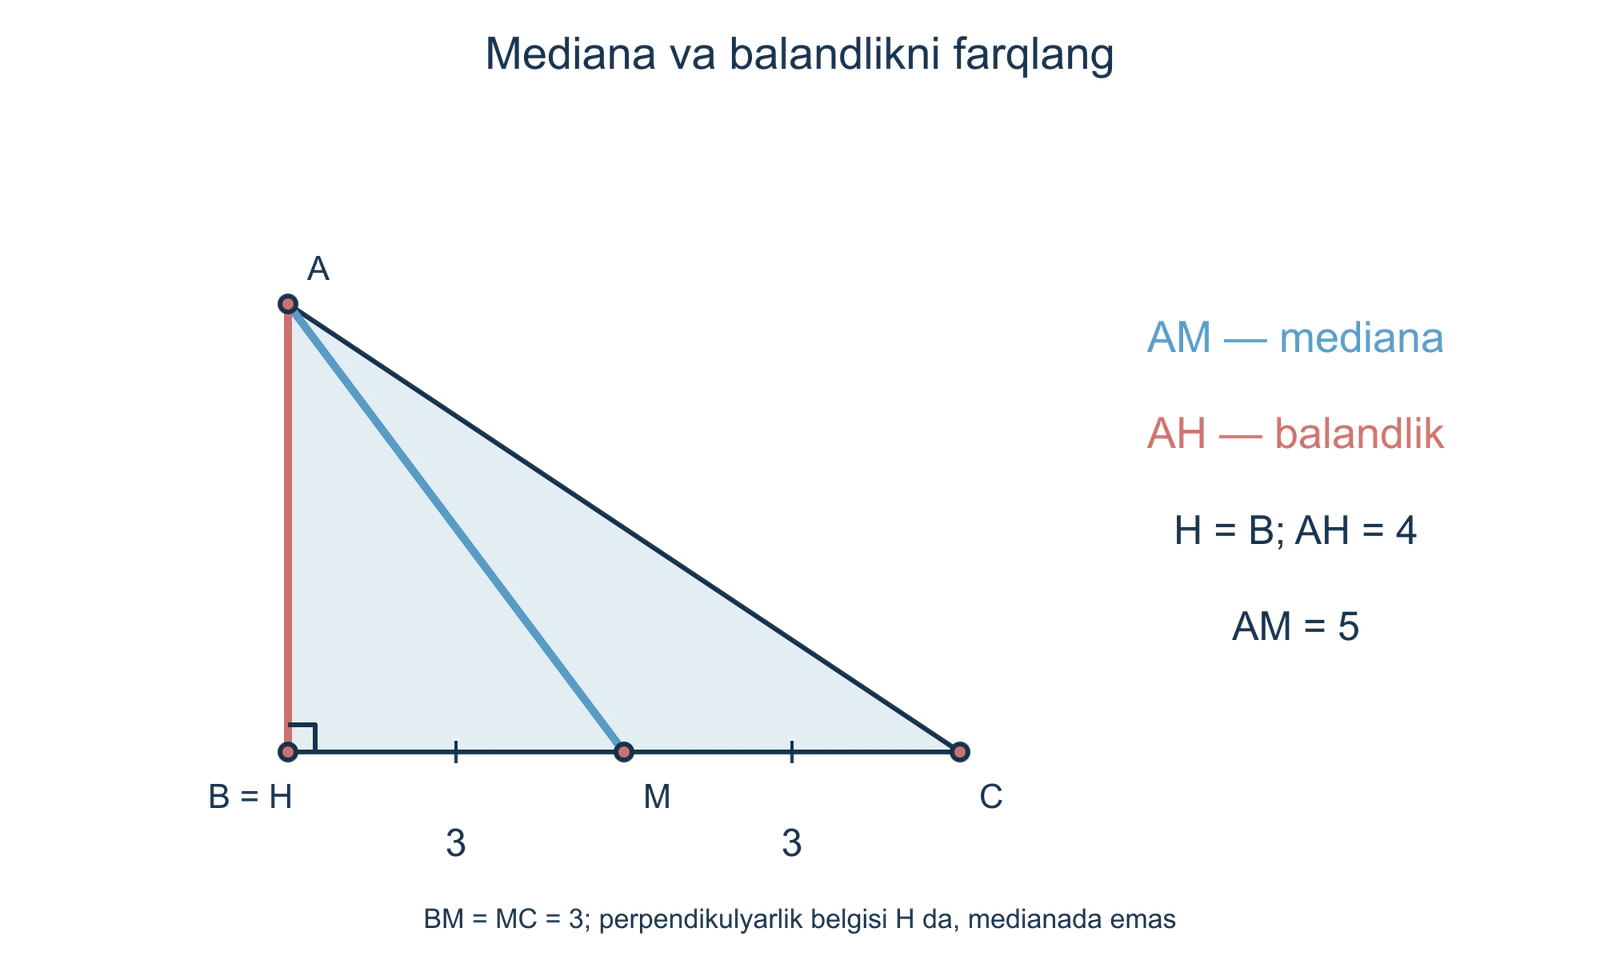 Mediana va balandlikni farqlang
A
AM — mediana
AH — balandlik
H = B; AH = 4
AM = 5
B = H
M
C
3
3
BM = MC = 3; perpendikulyarlik belgisi H da, medianada emas